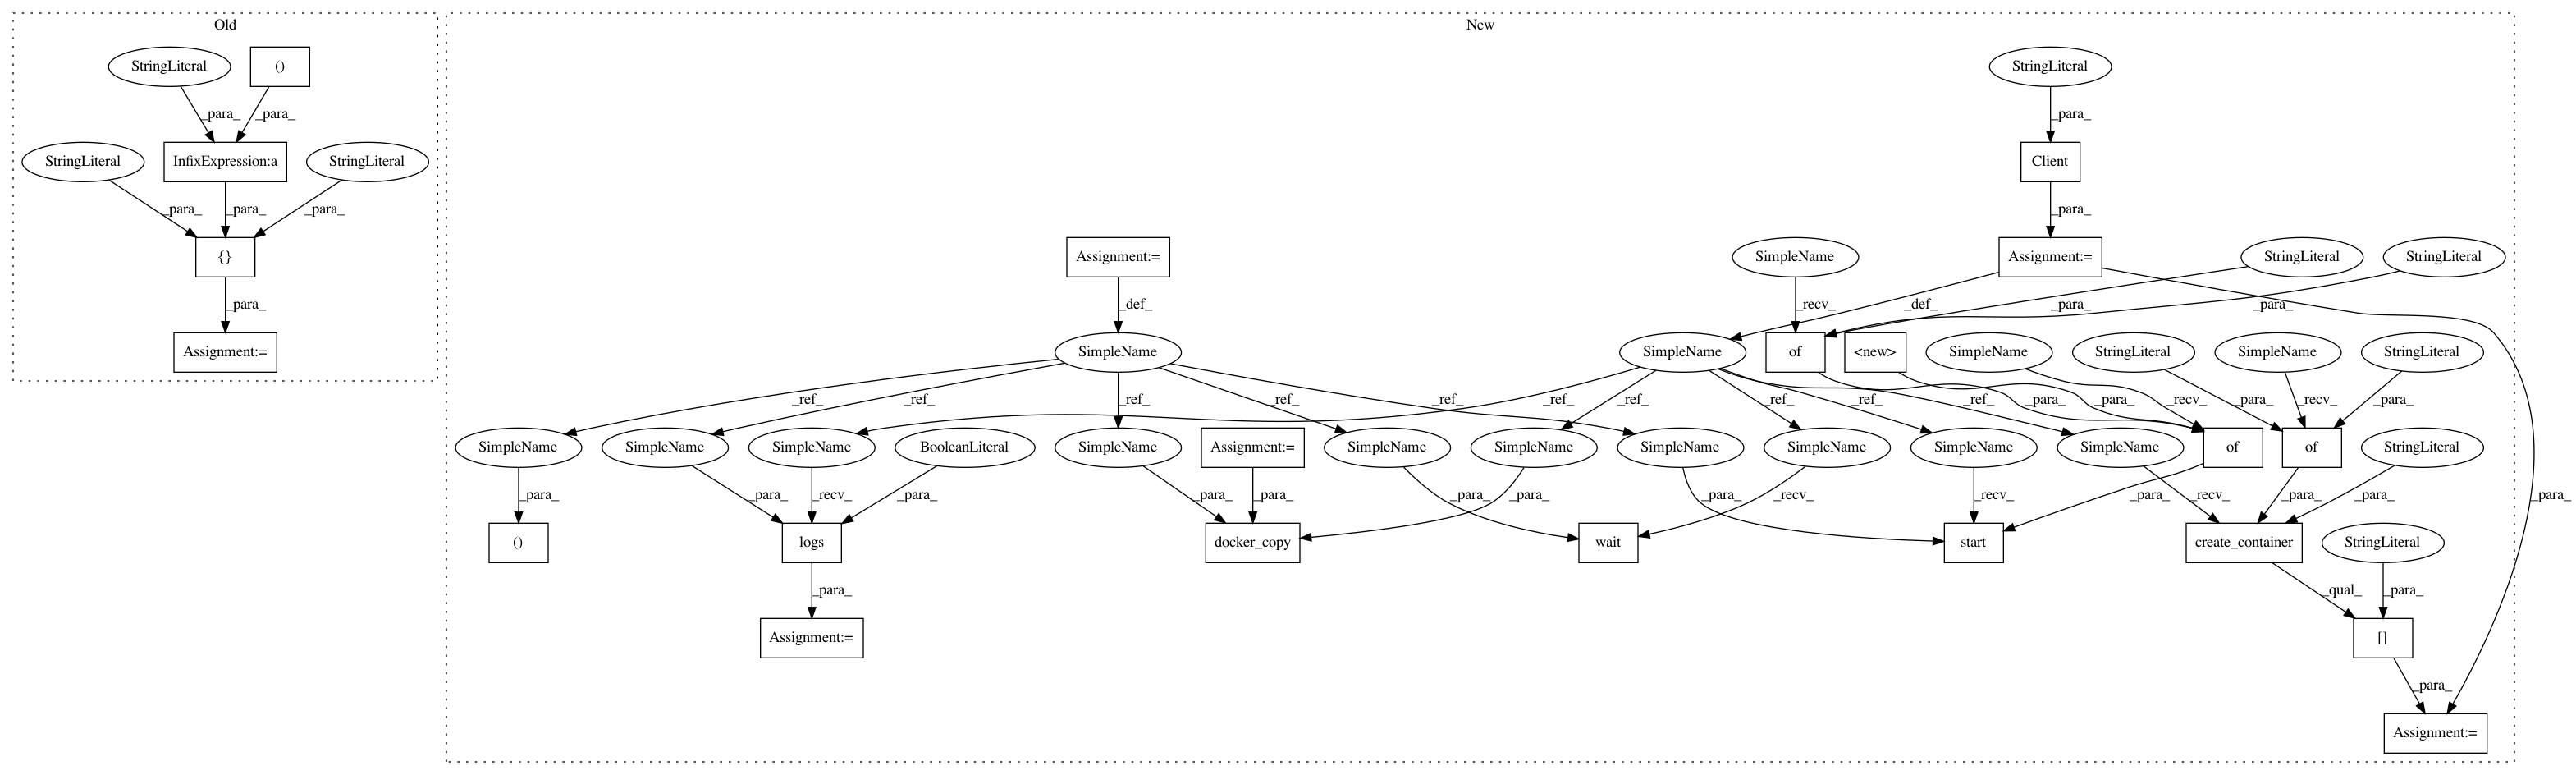 Old
New
StringLiteral
()
StringLiteral
_para_
_para_
_para_
StringLiteral
InfixExpression:a
StringLiteral
Client
_para_
_para_
_para_
_para_
{}
Assignment:=
SimpleName
Assignment:=
StringLiteral
StringLiteral
_para_
_def_
_recv_
_def_
_para_
_para_
Assignment:=
SimpleName
SimpleName
of
<new>
SimpleName
StringLiteral
SimpleName
StringLiteral
_ref_
_ref_
_ref_
_ref_
_ref_
_ref_
_ref_
_ref_
_ref_
_ref_
_para_
_para_
_recv_
_para_
_recv_
_para_
SimpleName
SimpleName
SimpleName
BooleanLiteral
SimpleName
Assignment:=
SimpleName
SimpleName
SimpleName
SimpleName
SimpleName
SimpleName
of
of
StringLiteral
_para_
_para_
_recv_
_para_
_para_
_para_
_para_
_para_
_para_
_recv_
_recv_
_para_
_recv_
_para_
_para_
_para_
()
logs
docker_copy
wait
start
create_container
StringLiteral
_para_
_qual_
_para_
Assignment:=
[]
_para_
Assignment:=